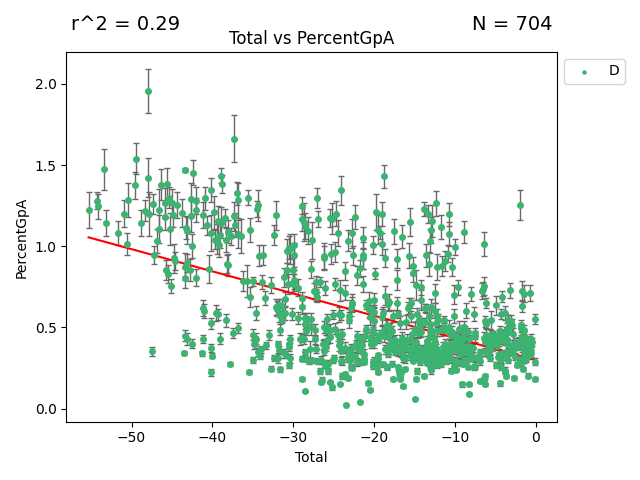 r^2 = 0.29 N = 704
Total vs PercentGpA
D
PercentGpA
2.0
1.5
1.0
0.5
0.0
−50 −40 −30 −20 −10 0
Total